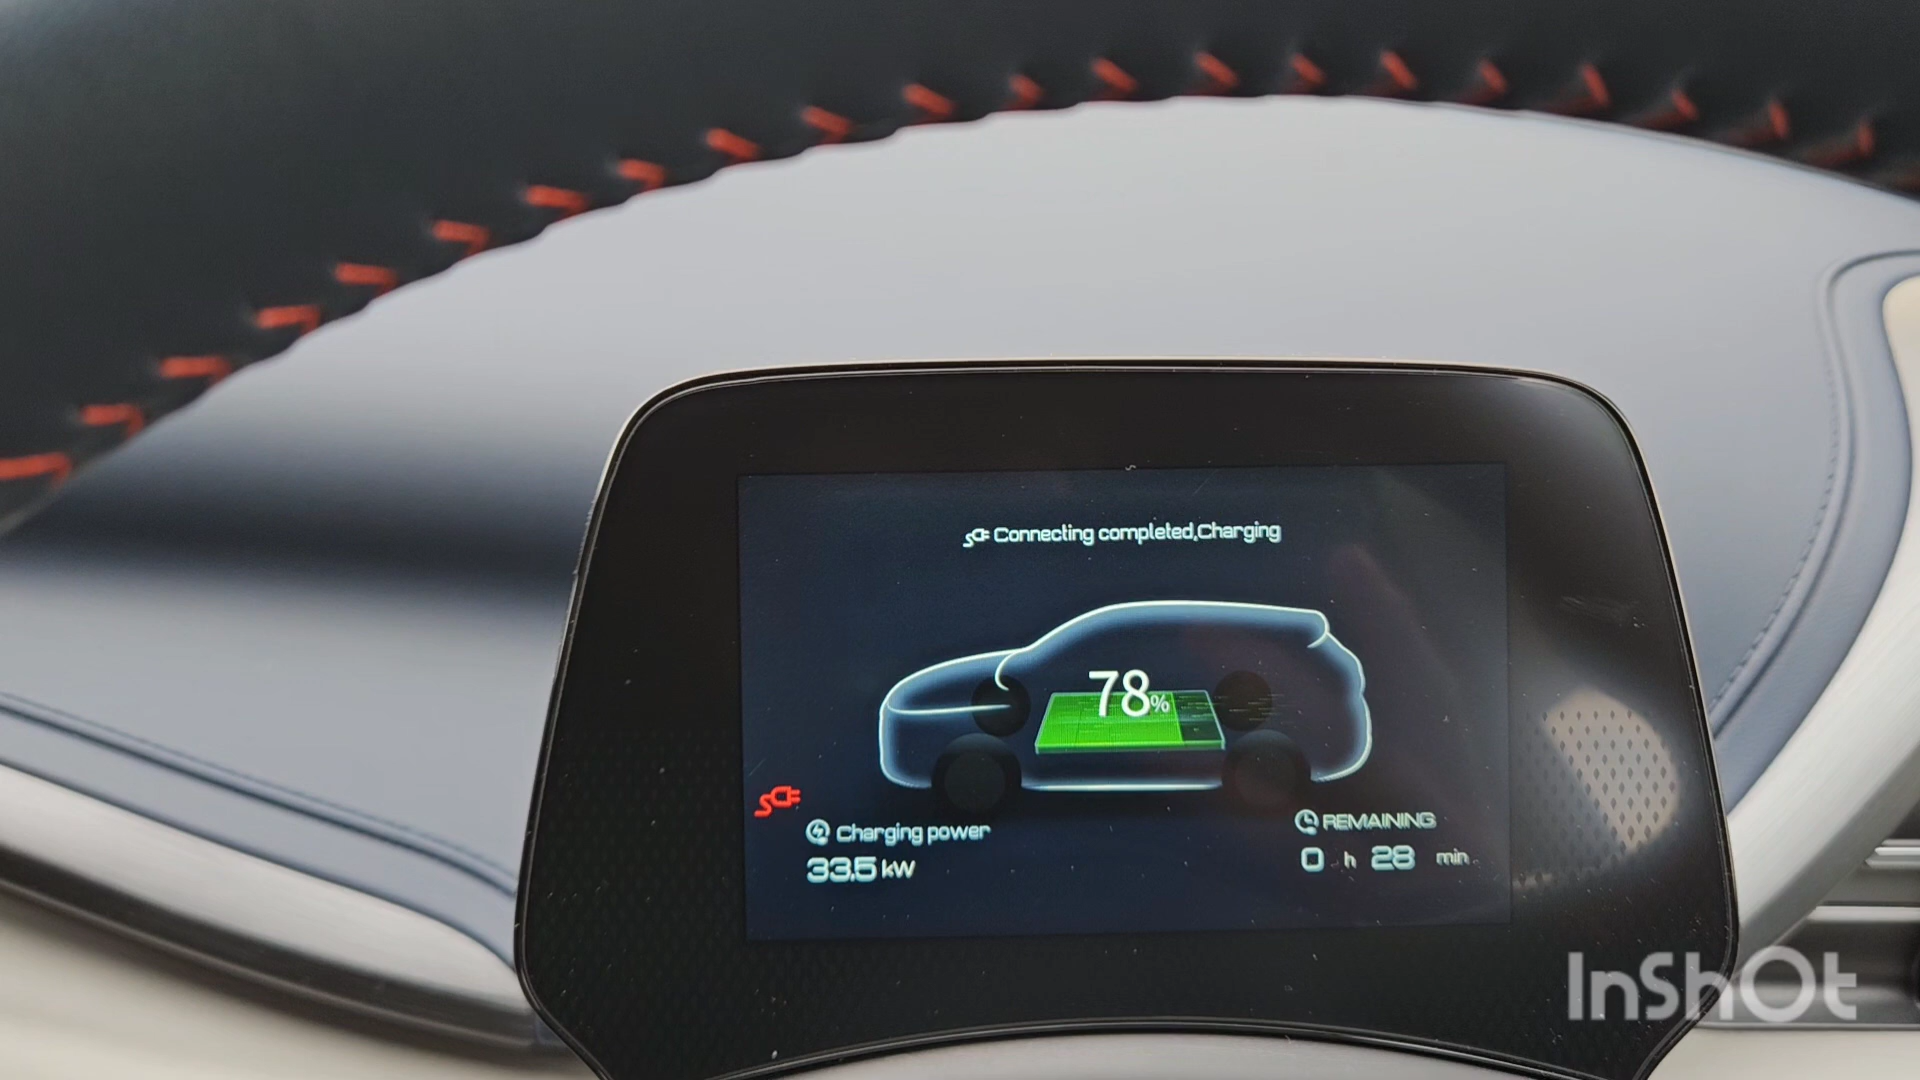 Connecting completed,Charging
78%
Charging power
33.5 kW
REMAINING
0 h 28 min
InShOt